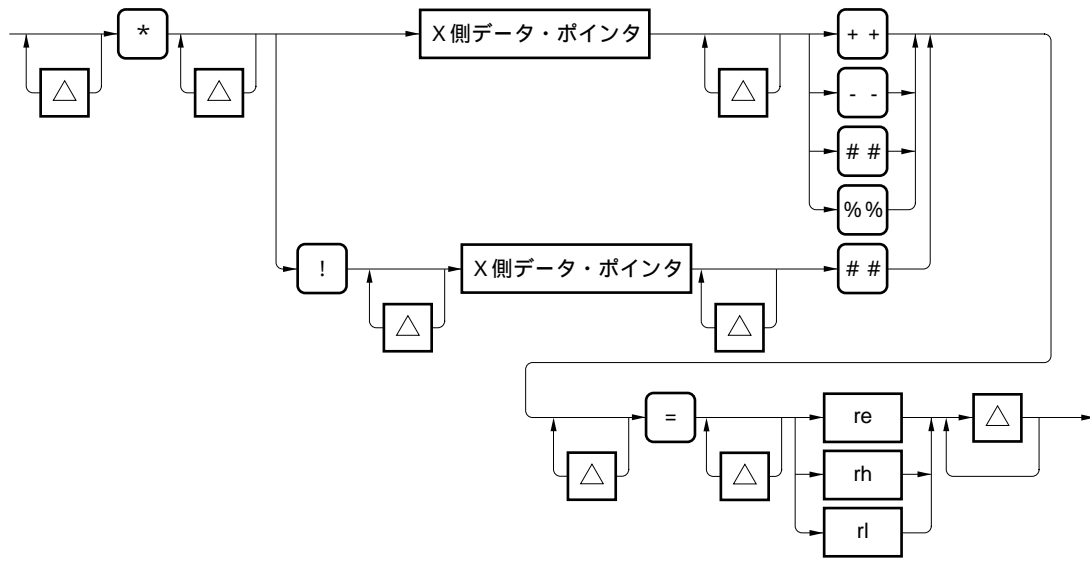 * X側データ・ポインタ ++
--
##
%%
! X側データ・ポインタ ##
= re
rh
rl